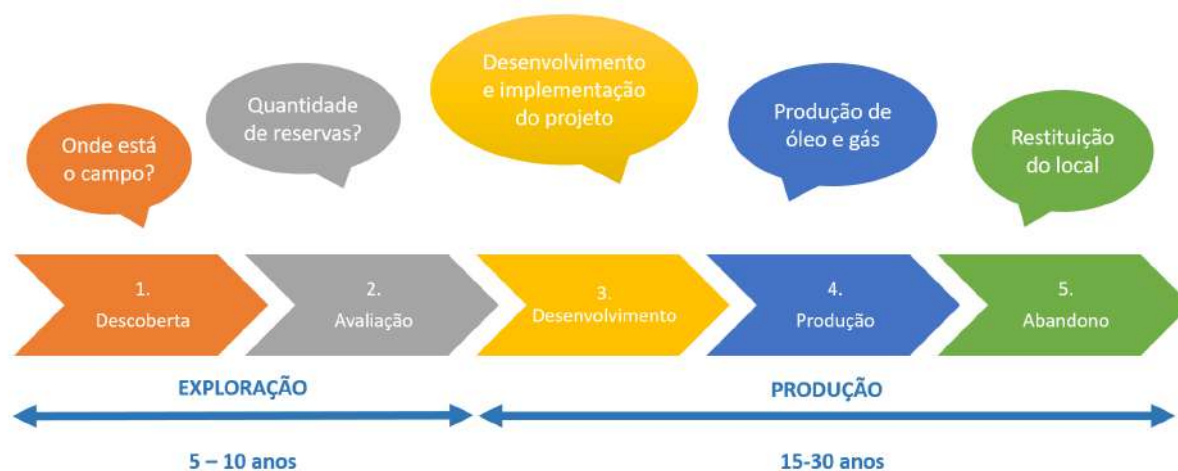 Onde está
o campo?
Quantidade
de reservas?
Desenvolvimento
e implementação
do projeto
Produção de
óleo e gás
Restituição
do local
1.
Descoberta
2.
Avaliação
3.
Desenvolvimento
4.
Produção
5.
Abandono
EXPLORAÇÃO
PRODUÇÃO
5 – 10 anos
15-30 anos